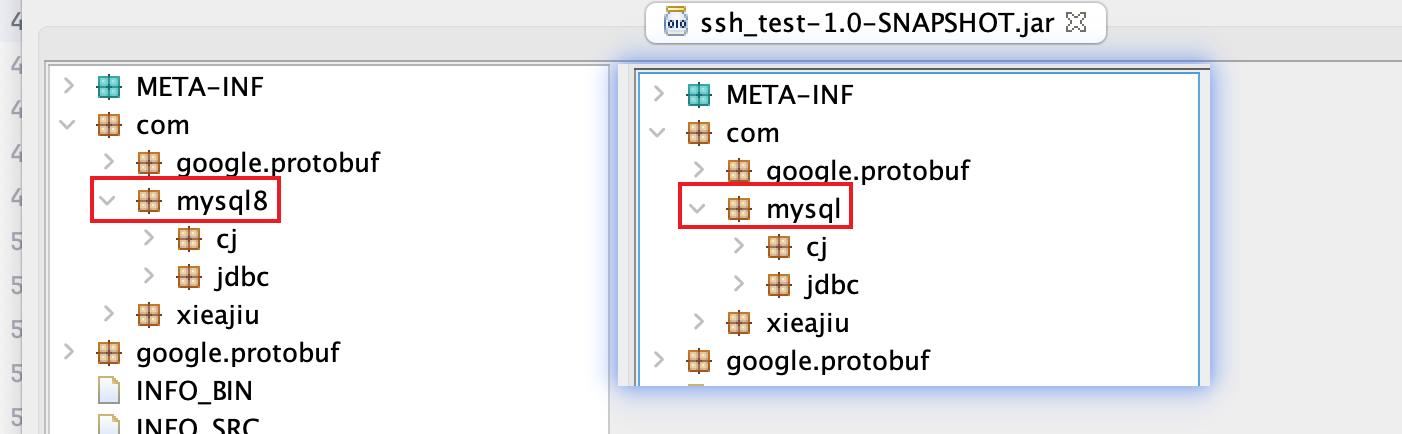 ssh_test-1.0-SNAPSHOT.jar
META-INF
com
google.protobuf
mysql8
cj
jdbc
xieajiu
google.protobuf
INFO_BIN
INFO_SRC
META-INF
com
google.protobuf
mysql
cj
jdbc
xieajiu
google.protobuf